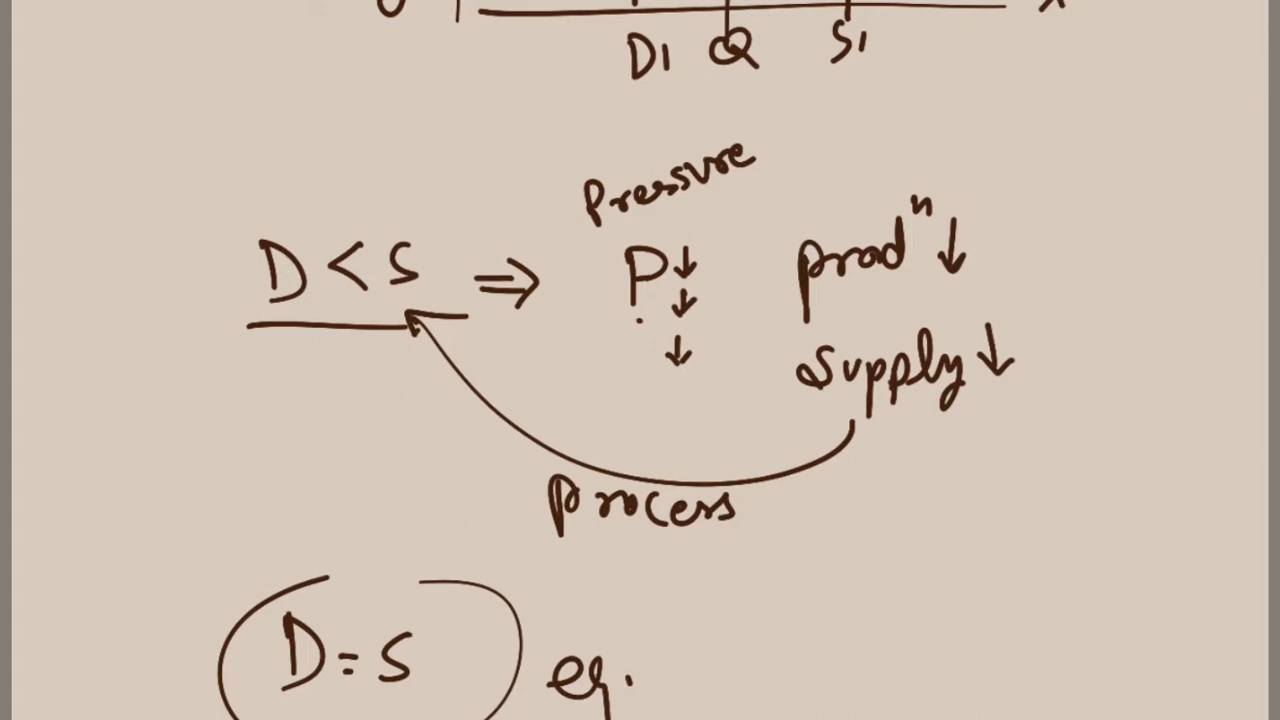 D1 Q S1
Pressure
D < S ⇒ P↓ prodⁿ ↓
↓
↓
Supply ↓
Process
D = S eq.